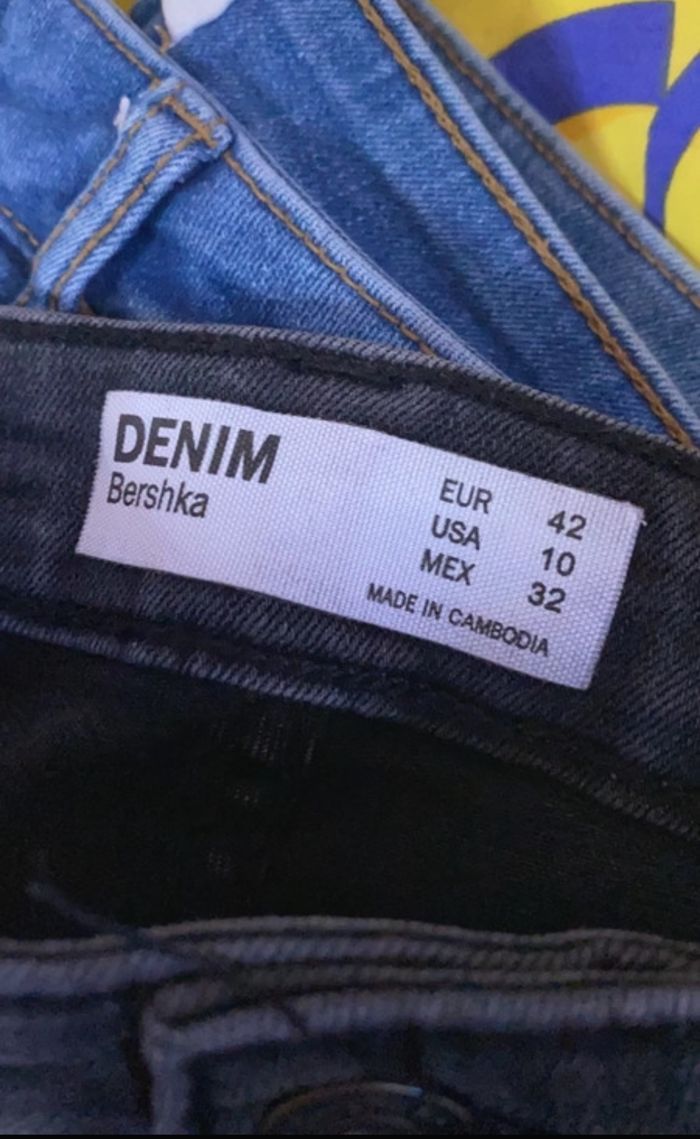 DENIM
Bershka
EUR 42
USA 10
MEX 32
MADE IN CAMBODIA